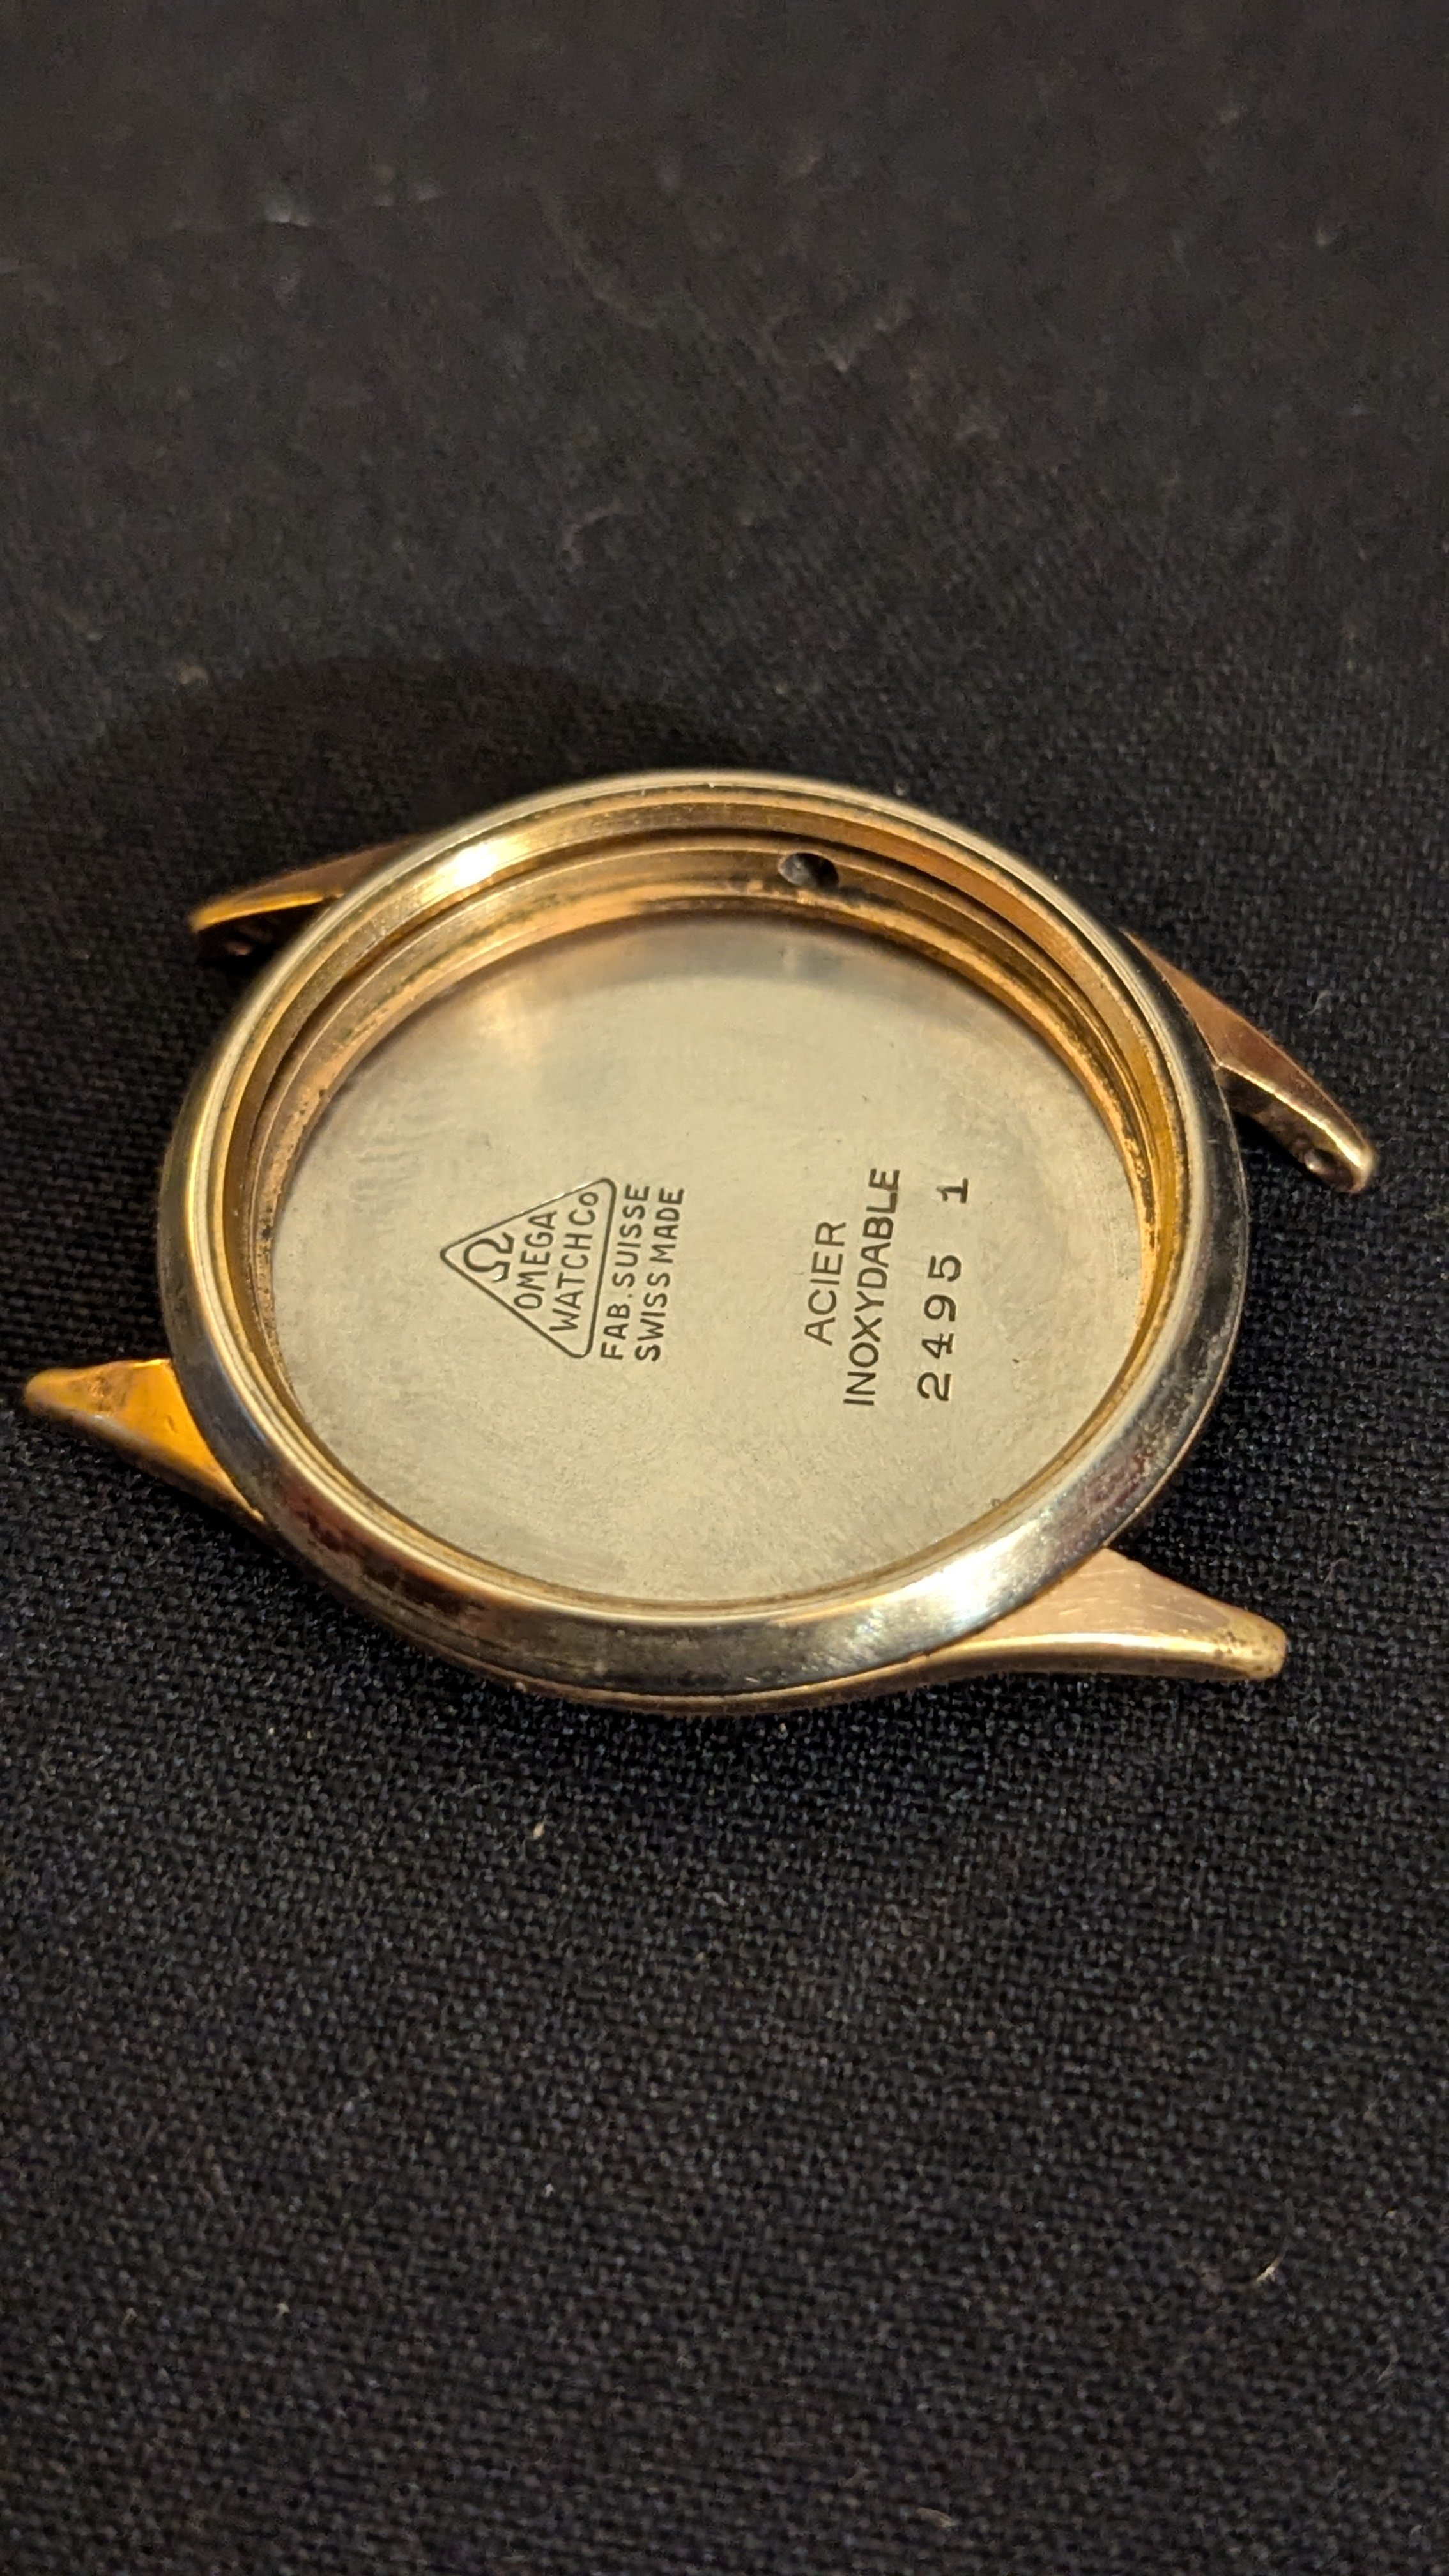 Ω
OMEGA
WATCH Co
FAB. SUISSE
SWISS MADE
ACIER
INOXYDABLE
2495 1